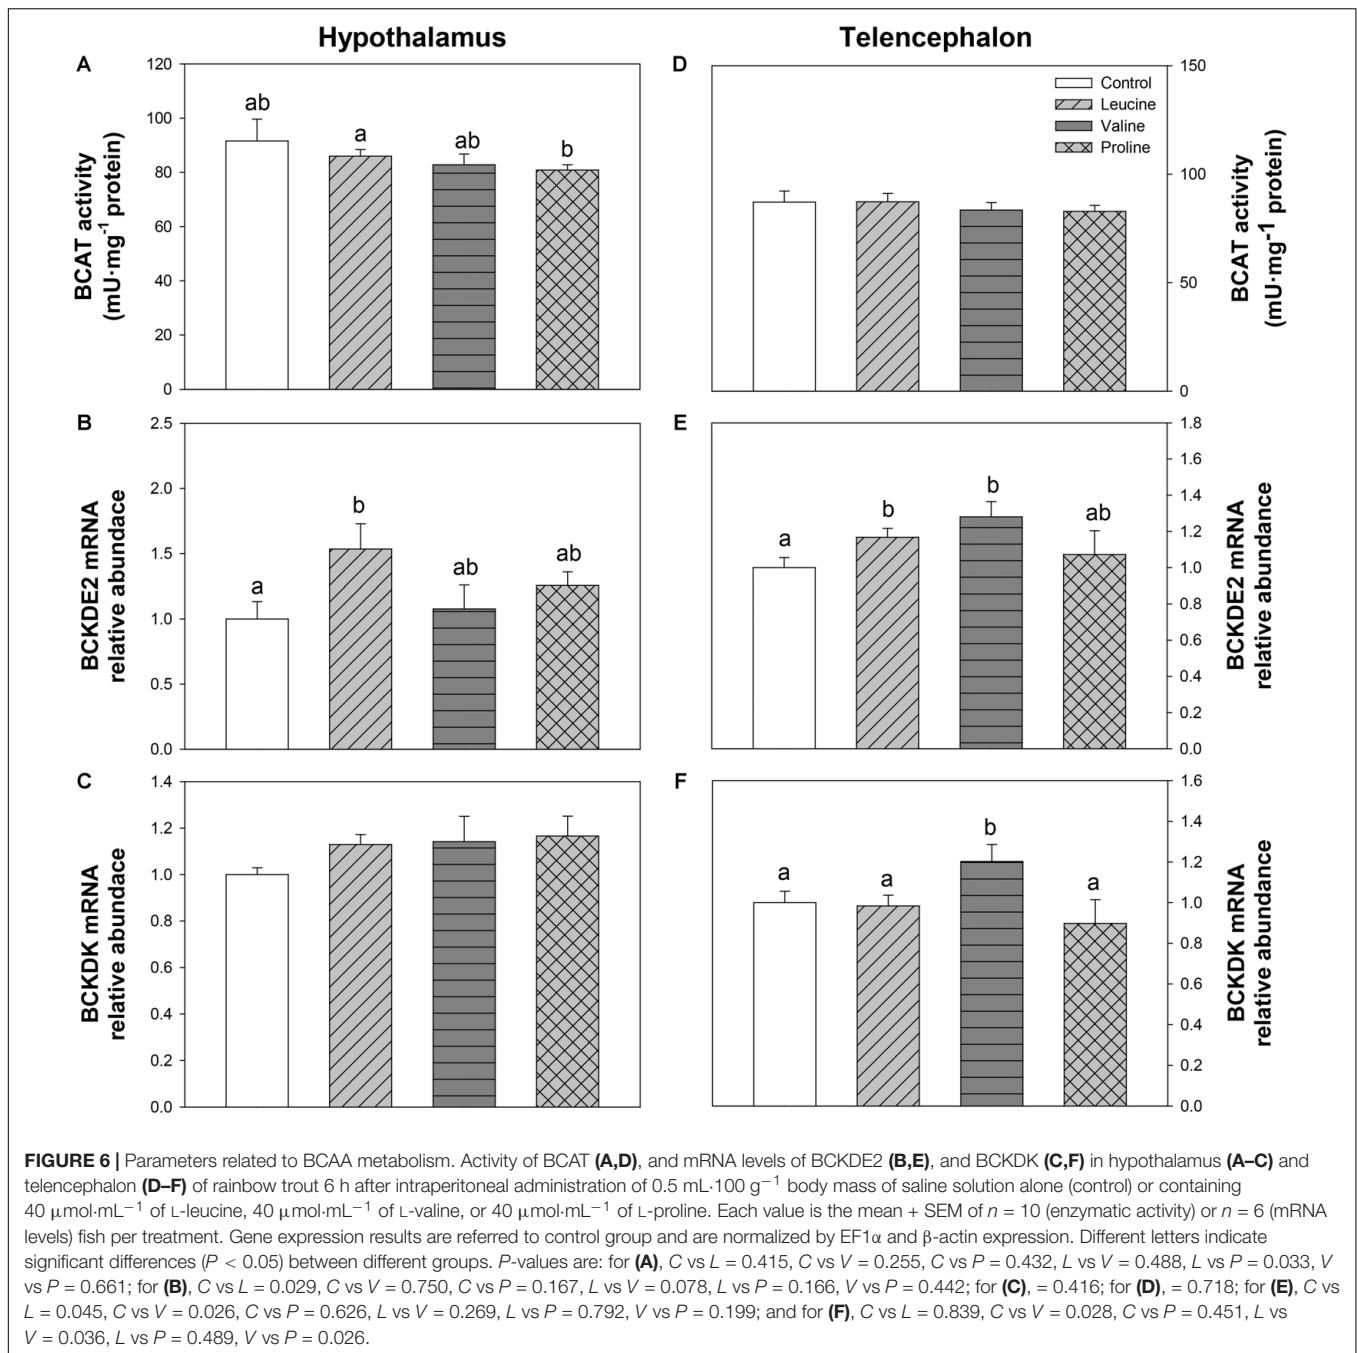 Hypothalamus
Telencephalon
A
BCAT activity
(mU·mg⁻¹ protein)
120
100
80
60
40
20
0
ab
a
ab
b
D
Control
Leucine
Valine
Proline
150
100
50
0
BCAT activity
(mU·mg⁻¹ protein)
B
BCKDE2 mRNA
relative abundace
2.5
2.0
1.5
1.0
0.5
0.0
a
b
ab
ab
E
a
b
b
ab
1.8
1.6
1.4
1.2
1.0
0.8
0.6
0.4
0.2
0.0
BCKDE2 mRNA
relative abundance
C
BCKDK mRNA
relative abundace
1.4
1.2
1.0
0.8
0.6
0.4
0.2
0.0
F
a
a
b
a
1.6
1.4
1.2
1.0
0.8
0.6
0.4
0.2
0.0
BCKDK mRNA
relative abundance
FIGURE 6 | Parameters related to BCAA metabolism. Activity of BCAT (A,D), and mRNA levels of BCKDE2 (B,E), and BCKDK (C,F) in hypothalamus (A–C) and
telencephalon (D–F) of rainbow trout 6 h after intraperitoneal administration of 0.5 mL·100 g⁻¹ body mass of saline solution alone (control) or containing
40 μmol·mL⁻¹ of L-leucine, 40 μmol·mL⁻¹ of L-valine, or 40 μmol·mL⁻¹ of L-proline. Each value is the mean + SEM of n = 10 (enzymatic activity) or n = 6 (mRNA
levels) fish per treatment. Gene expression results are referred to control group and are normalized by EF1α and β-actin expression. Different letters indicate
significant differences (P < 0.05) between different groups. P-values are: for (A), C vs L = 0.415, C vs V = 0.255, C vs P = 0.432, L vs V = 0.488, L vs P = 0.033, V
vs P = 0.661; for (B), C vs L = 0.029, C vs V = 0.750, C vs P = 0.167, L vs V = 0.078, L vs P = 0.166, V vs P = 0.442; for (C), = 0.416; for (D), = 0.718; for (E), C vs
L = 0.045, C vs V = 0.026, C vs P = 0.626, L vs V = 0.269, L vs P = 0.792, V vs P = 0.199; and for (F), C vs L = 0.839, C vs V = 0.028, C vs P = 0.451, L vs
V = 0.036, L vs P = 0.489, V vs P = 0.026.